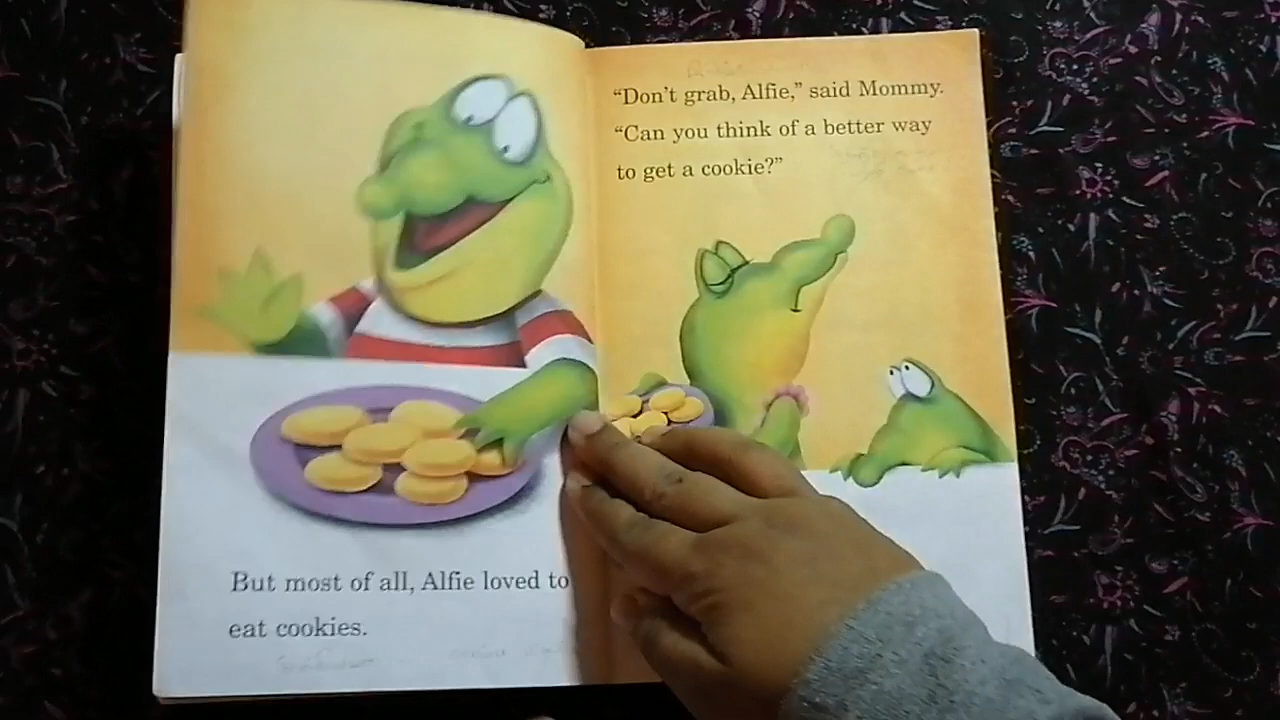 But most of all, Alfie loved to
eat cookies.
“Don't grab, Alfie,” said Mommy.
“Can you think of a better way
to get a cookie?”